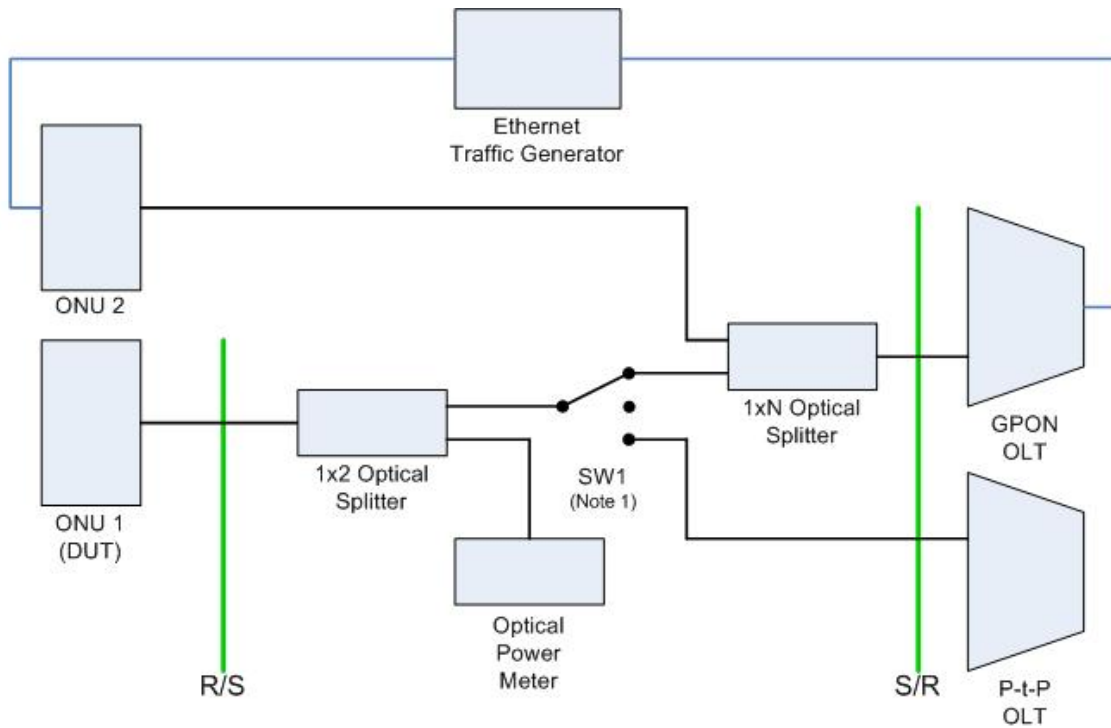 Ethernet
Traffic Generator
ONU 2
1xN Optical
Splitter
GPON
OLT
1x2 Optical
Splitter
SW1
(Note 1)
ONU 1
(DUT)
Optical
Power
Meter
R/S
S/R
P-t-P
OLT